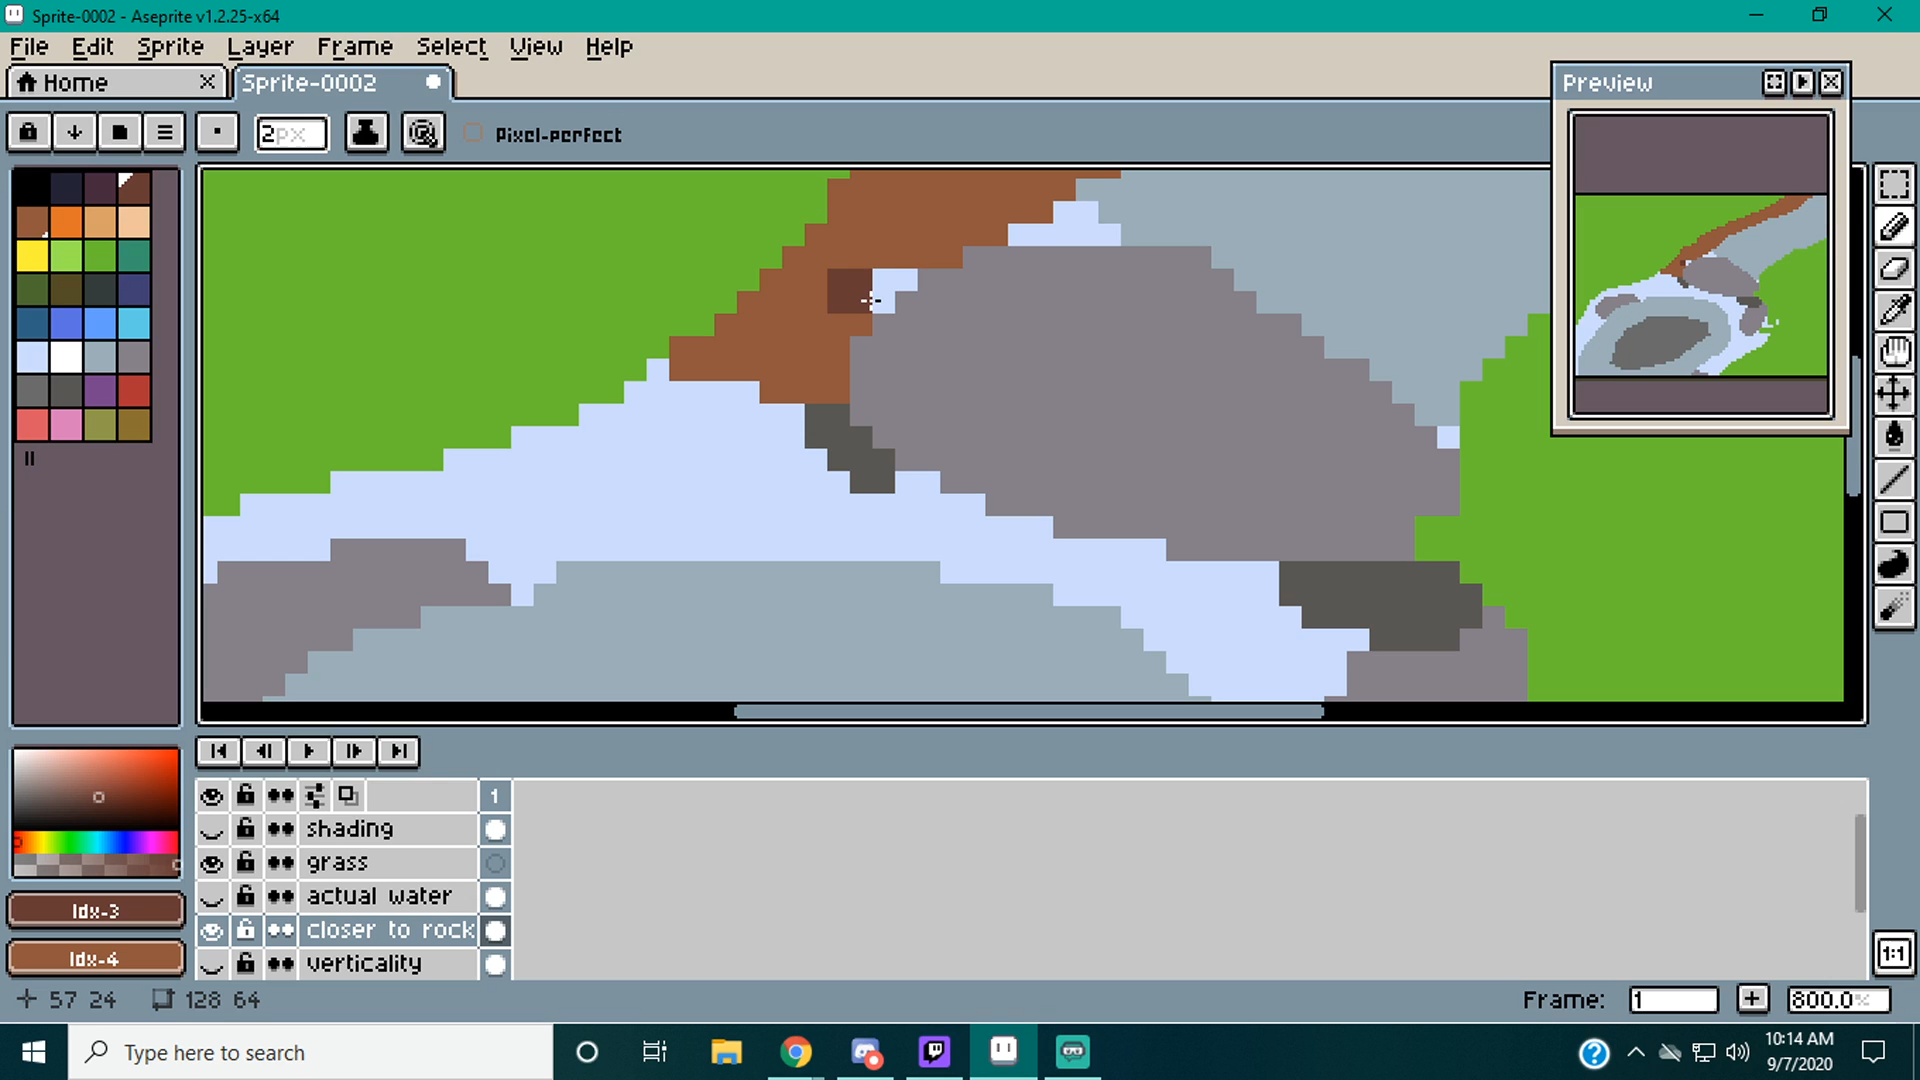 Sprite-0002 - Aseprite v1.2.25-x64
File Edit Sprite Layer Frame Select View Help
Home Sprite-0002
Preview
2px Pixel-perfect
1
shading
grass
actual water
closer to rock
verticality
Idx-3
Idx-4
57 24 128 64
Frame: 1 + 800.0%
1:1
Type here to search
10:14 AM
9/7/2020